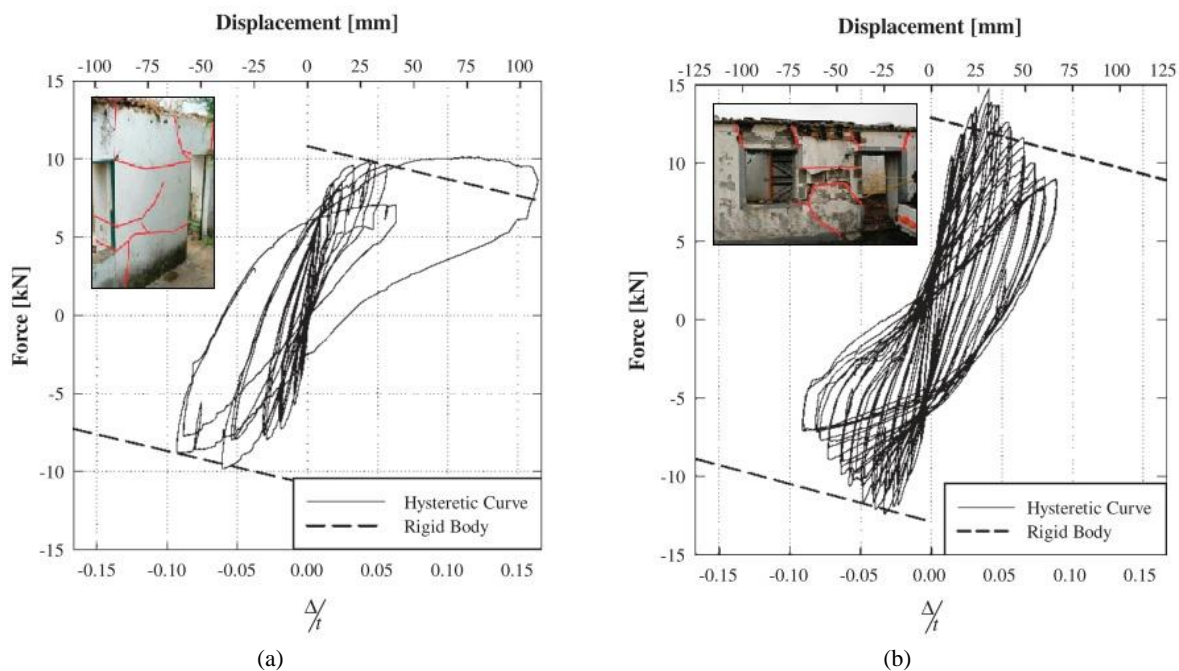 Displacement [mm]
-100 -75 -50 -25 0 25 50 75 100
15
10
5
0
-5
-10
-15
Force [kN]
Hysteretic Curve
Rigid Body
-0.15 -0.10 -0.05 0.00 0.05 0.10 0.15
Δ/t
(a)
Displacement [mm]
-125 -100 -75 -50 -25 0 25 50 75 100 125
15
10
5
0
-5
-10
-15
Force [kN]
Hysteretic Curve
Rigid Body
-0.15 -0.10 -0.05 0.00 0.05 0.10 0.15
Δ/t
(b)